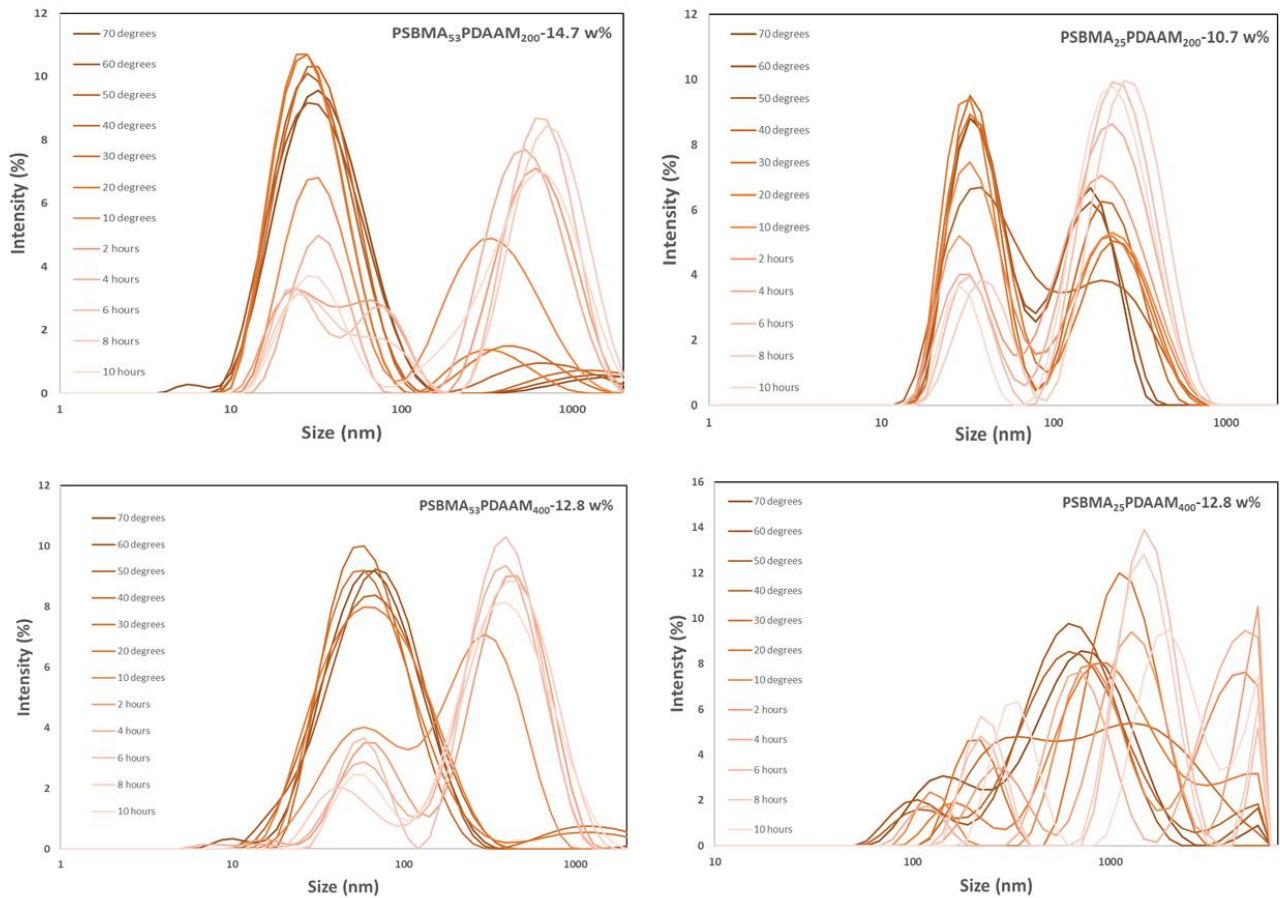 PSBMA₅₃PDAAM₂₀₀-14.7 w%
Intensity (%)
12
10
8
6
4
2
0
70 degrees
60 degrees
50 degrees
40 degrees
30 degrees
20 degrees
10 degrees
2 hours
4 hours
6 hours
8 hours
10 hours
1 10 100 1000
Size (nm)
PSBMA₂₅PDAAM₂₀₀-10.7 w%
Intensity (%)
12
10
8
6
4
2
0
70 degrees
60 degrees
50 degrees
40 degrees
30 degrees
20 degrees
10 degrees
2 hours
4 hours
6 hours
8 hours
10 hours
1 10 100 1000
Size (nm)
PSBMA₅₃PDAAM₄₀₀-12.8 w%
Intensity (%)
12
10
8
6
4
2
0
70 degrees
60 degrees
50 degrees
40 degrees
30 degrees
20 degrees
10 degrees
2 hours
4 hours
6 hours
8 hours
10 hours
1 10 100 1000
Size (nm)
PSBMA₂₅PDAAM₄₀₀-12.8 w%
Intensty (%)
16
14
12
10
8
6
4
2
0
70 degrees
60 degrees
50 degrees
40 degrees
30 degrees
20 degrees
10 degrees
2 hours
4 hours
6 hours
8 hours
10 hours
10 100 1000
Size (nm)